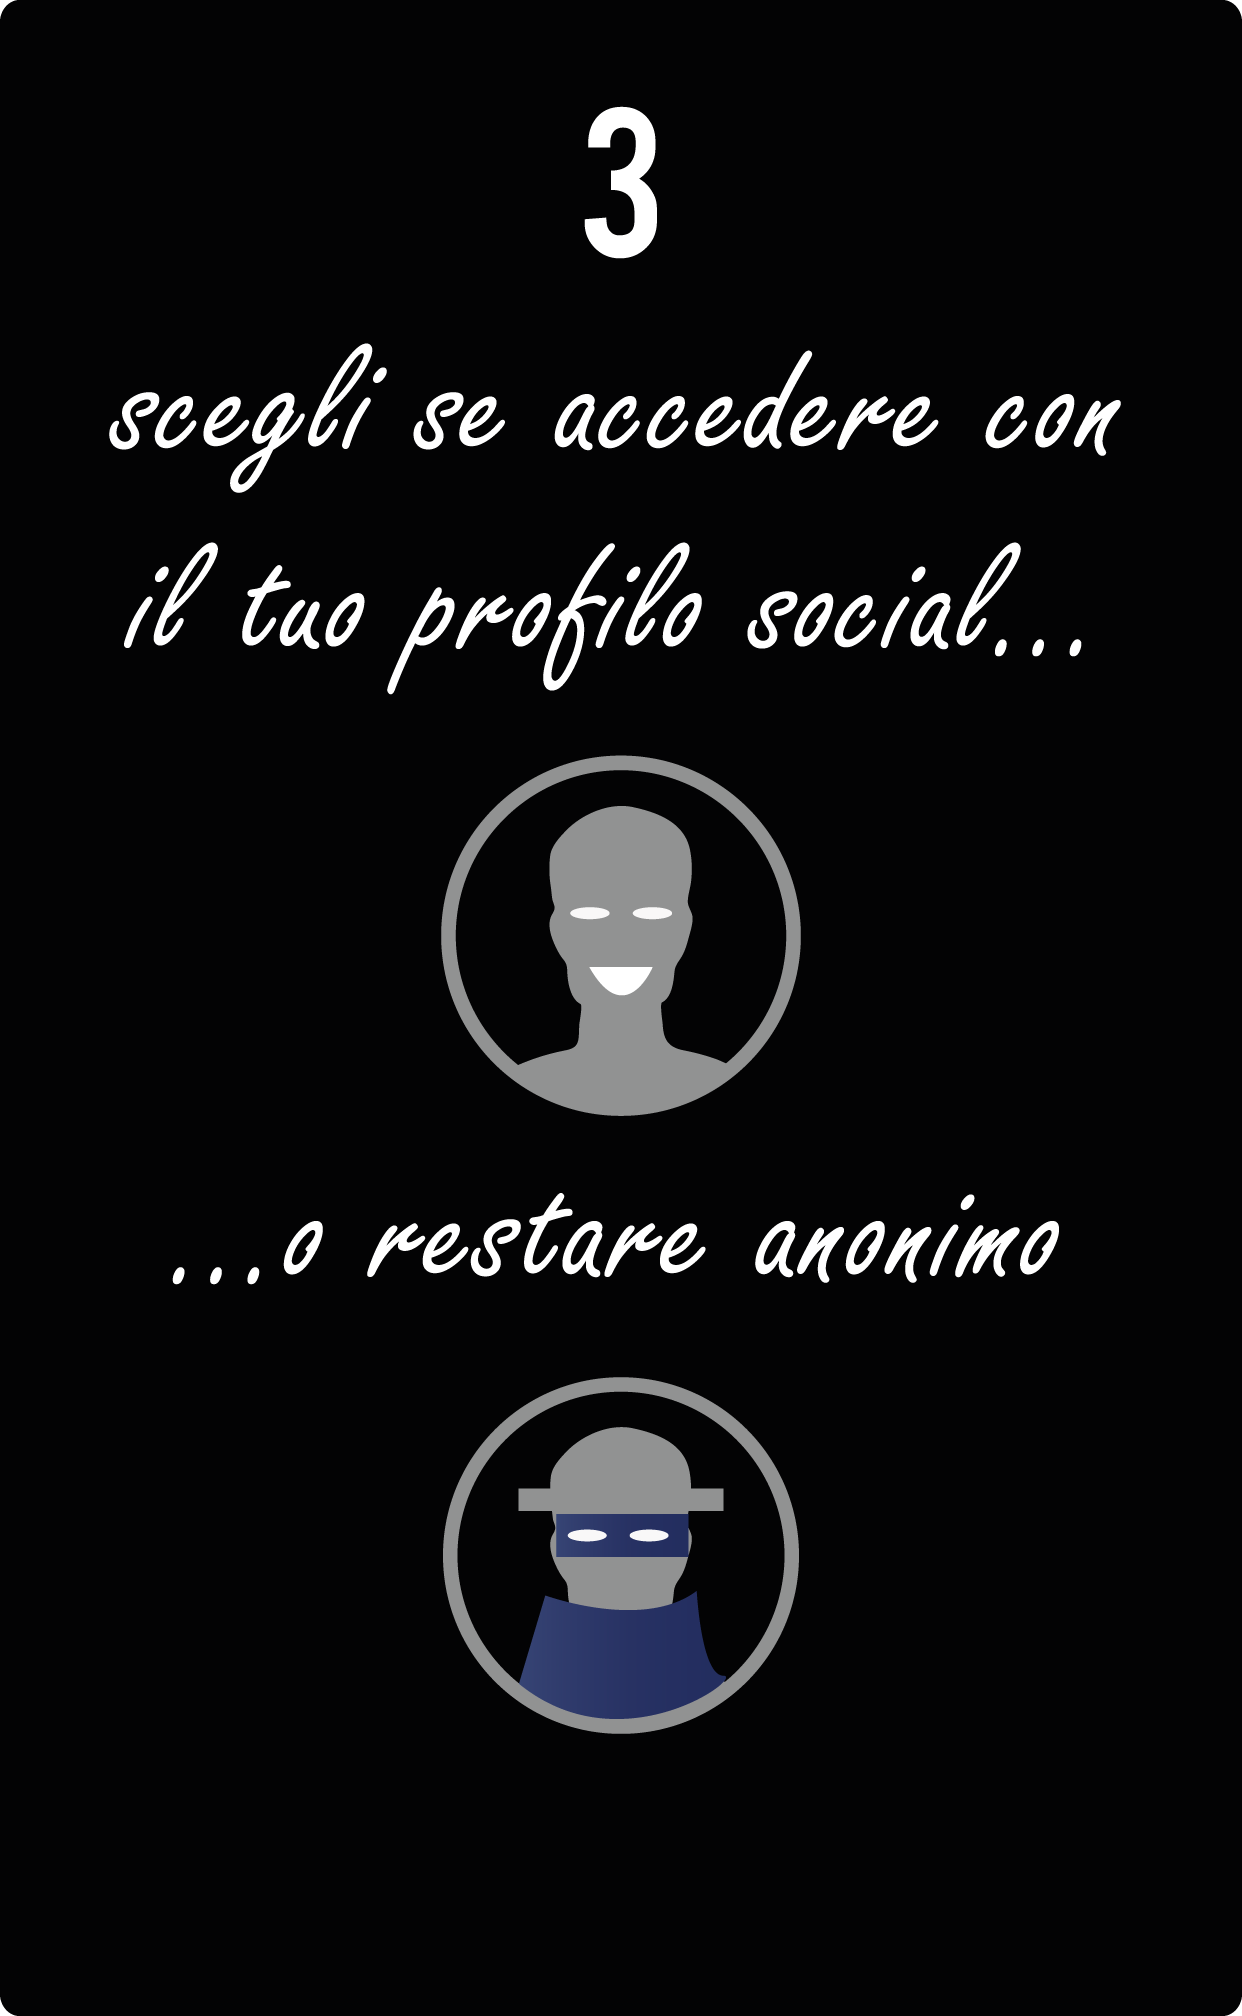 3
scegli se accedere con
il tuo profilo social...
...o restare anonimo